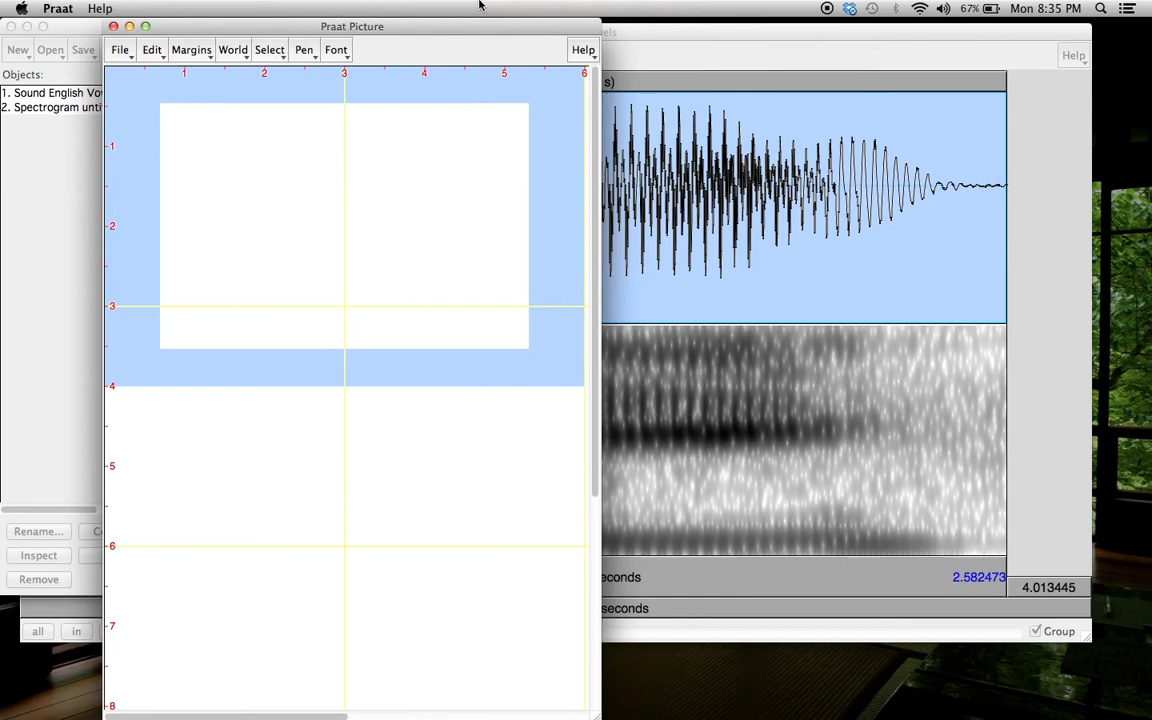 Praat Help 67% Mon 8:35 PM
Praat Picture
New Open Save
File Edit Margins World Select Pen Font Help
Help
Objects:
1. Sound English Vo
2. Spectrogram unti
1 2 3 4 5 6
1
2
3
4
5
6
7
8
s)
Rename...
Inspect
Remove
econds 2.582473
4.013445
seconds
all in
Group